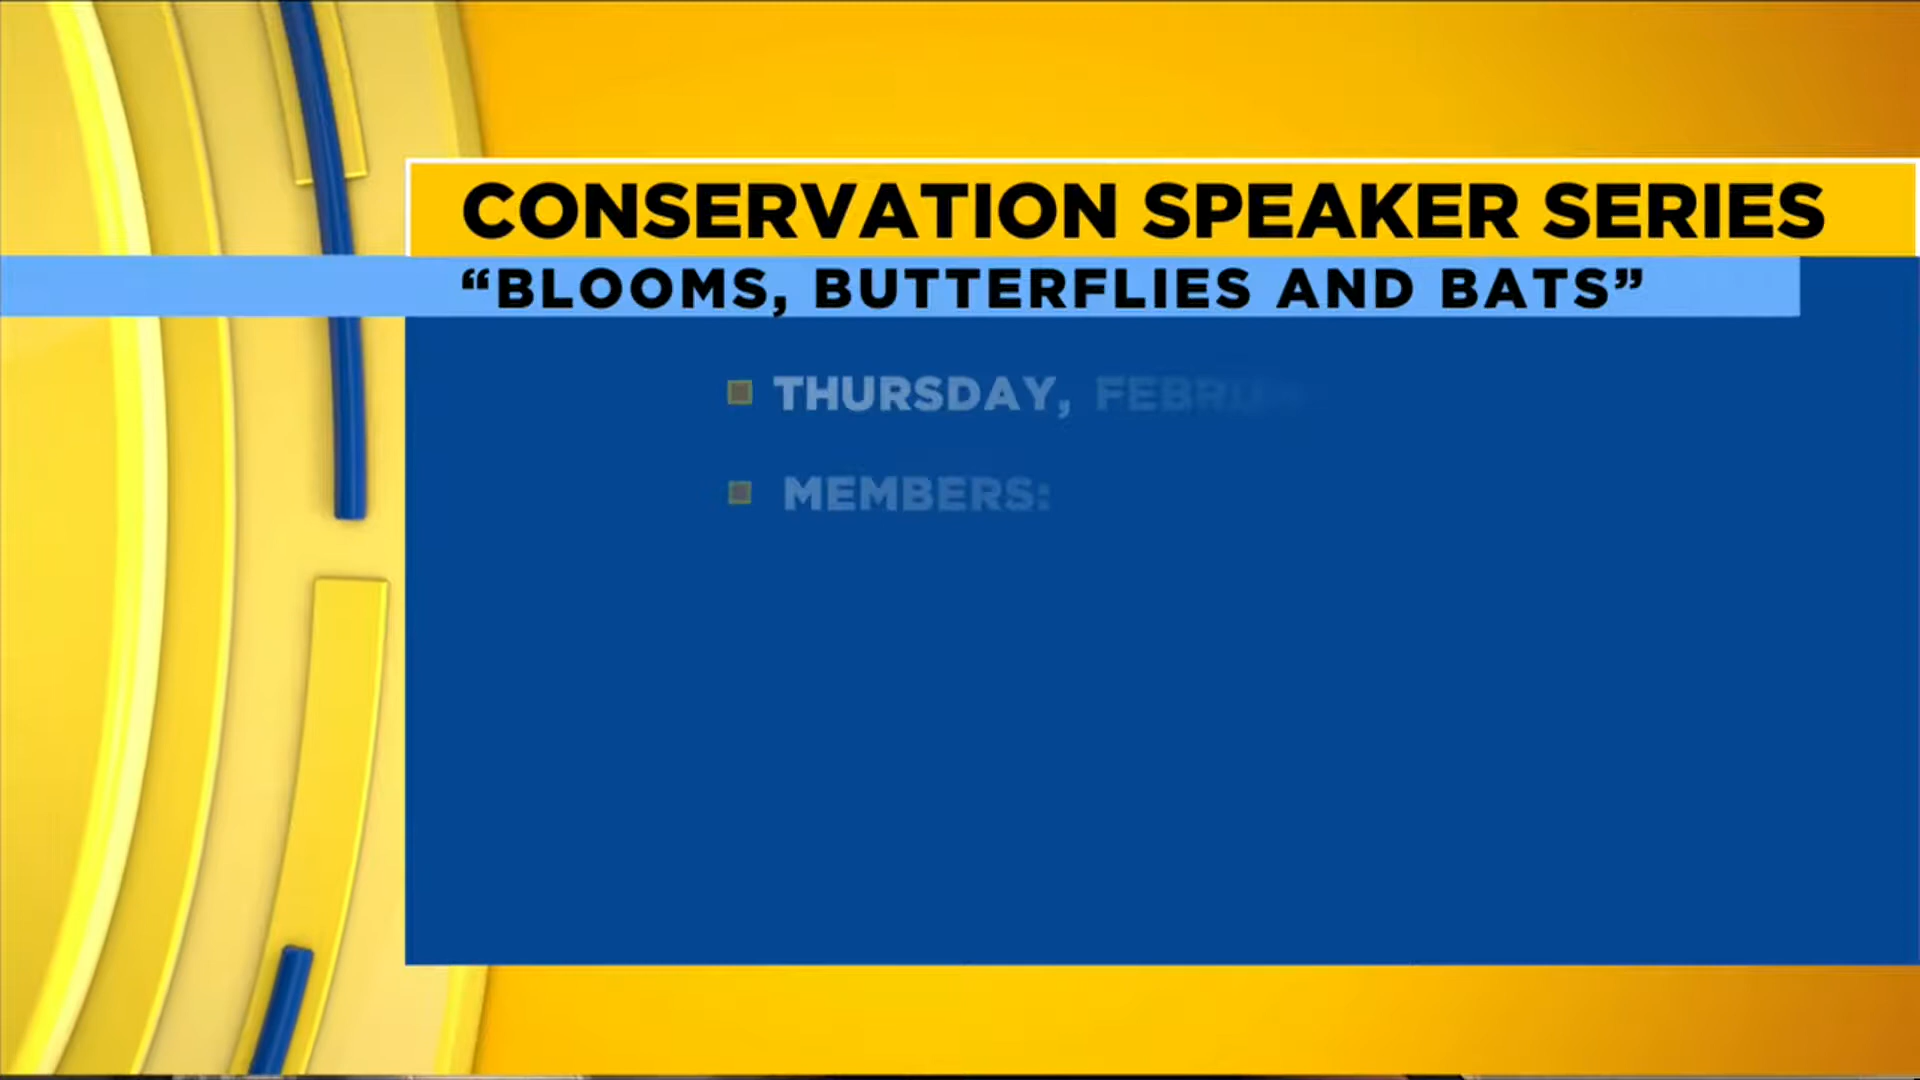 CONSERVATION SPEAKER SERIES
“BLOOMS, BUTTERFLIES AND BATS”
THURSDAY,
MEMBERS: